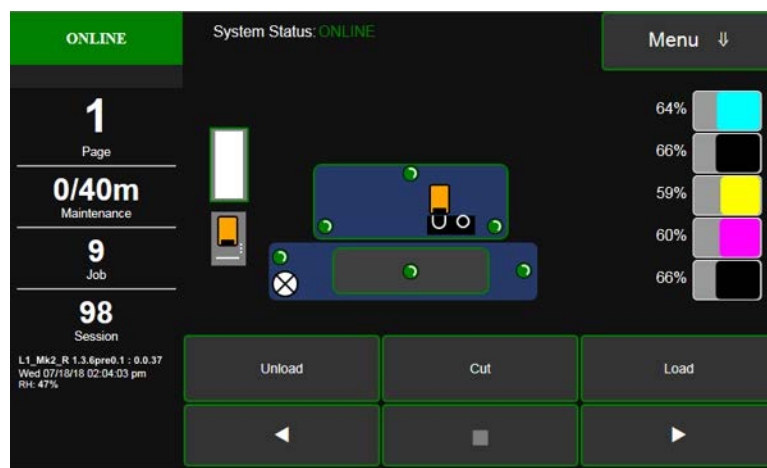 ONLINE
System Status: ONLINE
Menu ⇓
1
Page
0/40m
Maintenance
9
Job
98
Session
L1_Mk2_R 1.3.6pre0.1 : 0.0.37
Wed 07/18/18 02:04:03 pm
RH: 47%
64%
66%
59%
60%
66%
Unload
Cut
Load